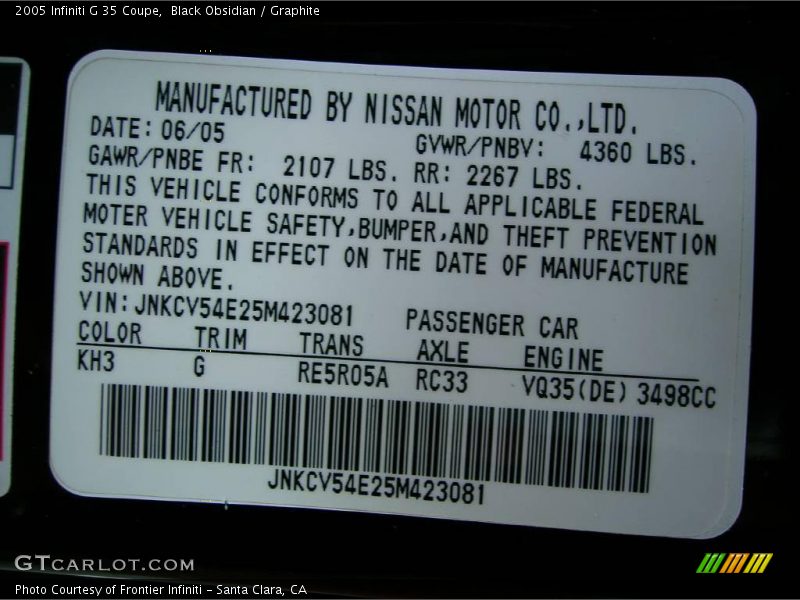 2005 Infiniti G 35 Coupe,  Black Obsidian / Graphite
MANUFACTURED BY NISSAN MOTOR CO.,LTD.
DATE: 06/05 GVWR/PNBV: 4360 LBS.
GAWR/PNBE FR: 2107 LBS. RR: 2267 LBS.
THIS VEHICLE CONFORMS TO ALL APPLICABLE FEDERAL
MOTER VEHICLE SAFETY,BUMPER,AND THEFT PREVENTION
STANDARDS IN EFFECT ON THE DATE OF MANUFACTURE
SHOWN ABOVE.
VIN: JNKCV54E25M423081 PASSENGER CAR
COLOR TRIM TRANS AXLE ENGINE
KH3 G RE5R05A RC33 VQ35(DE) 3498CC
JNKCV54E25M423081
GTCARLOT.COM
Photo Courtesy of Frontier Infiniti - Santa Clara, CA